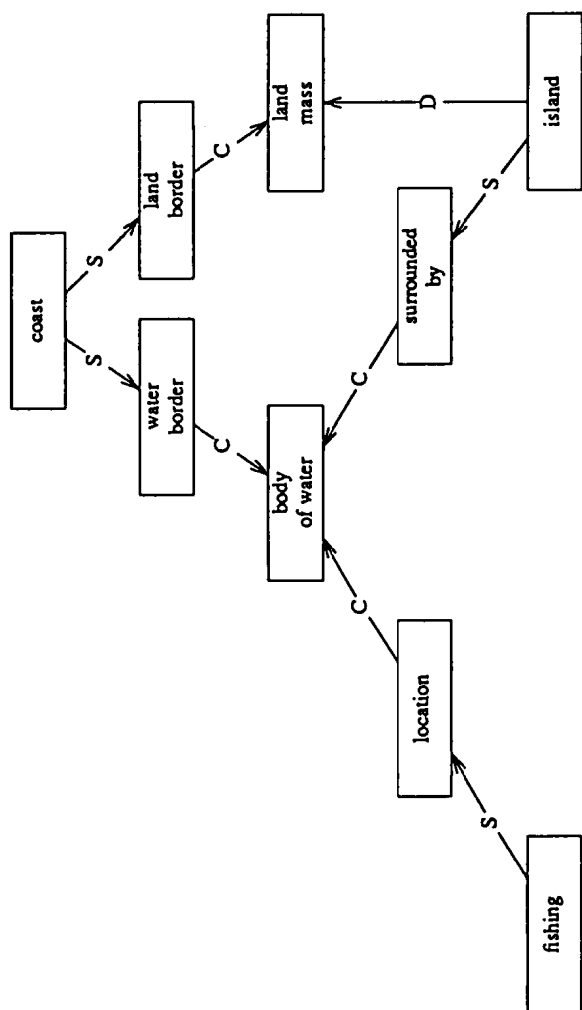 coast
S
S
water
border
land
border
C
C
body
of water
land
mass
C
C
D
location
surrounded
by
S
S
fishing
island